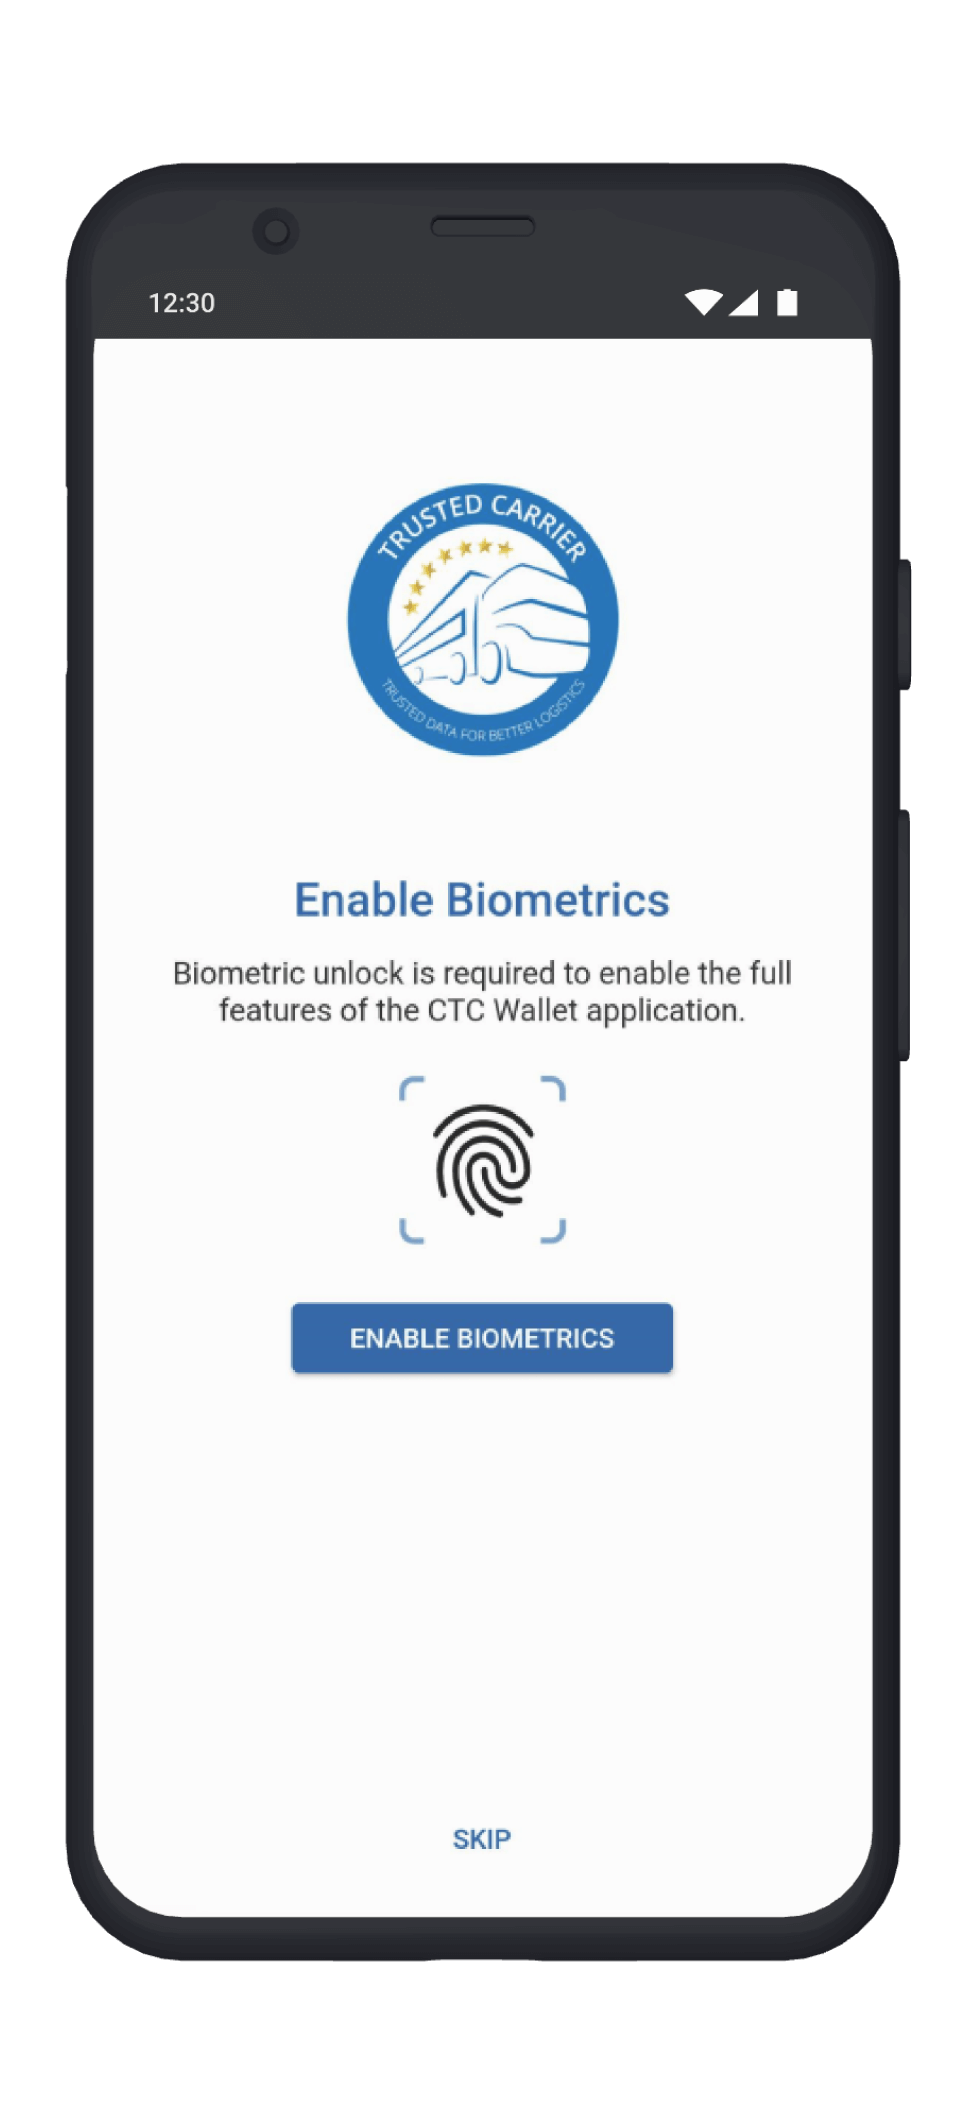 12:30
TRUSTED CARRIER
TRUSTED DATA FOR BETTER LOGISTICS
Enable Biometrics
Biometric unlock is required to enable the full
features of the CTC Wallet application.
ENABLE BIOMETRICS
SKIP